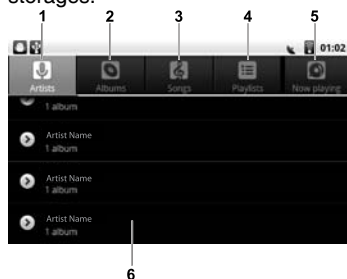 storages.
1 2 3 4 5
01:02
Artists Albums Songs Playlists Now playing
1 album
Artist Name
1 album
Artist Name
1 album
Artist Name
1 album
6